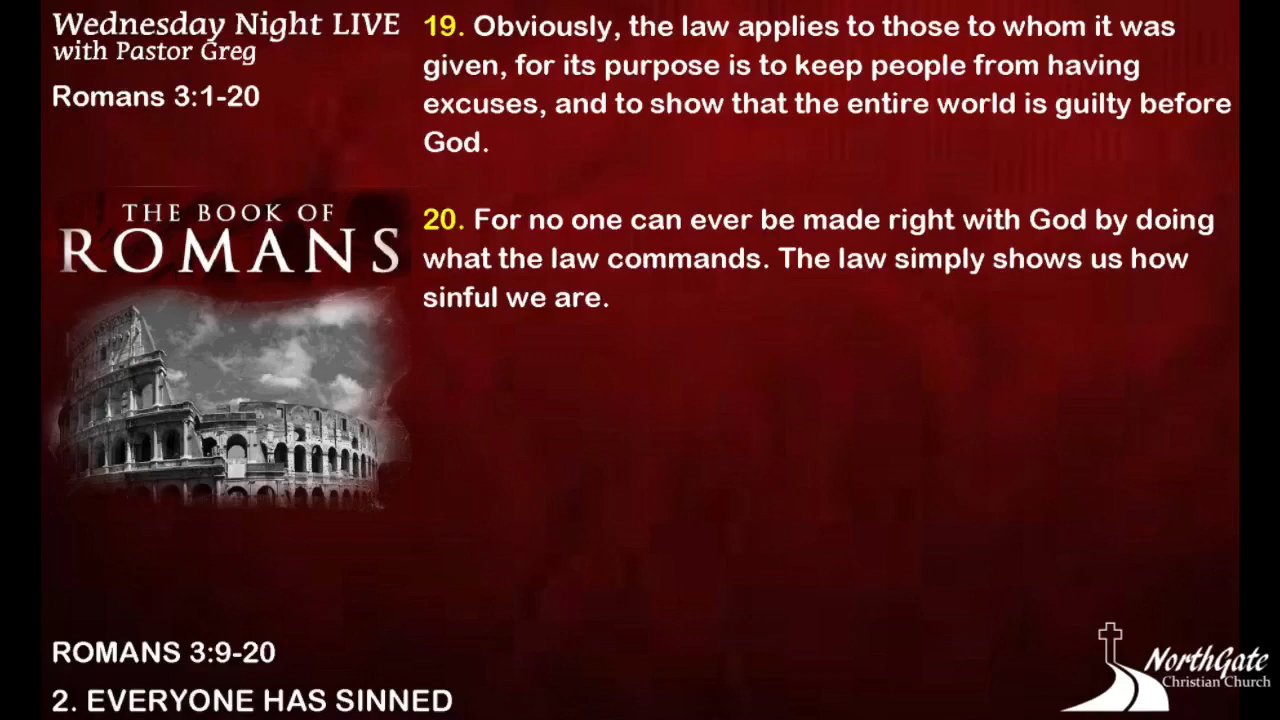 Wednesday Night LIVE
with Pastor Greg
Romans 3:1-20
THE BOOK OF
ROMANS
19. Obviously, the law applies to those to whom it was
given, for its purpose is to keep people from having
excuses, and to show that the entire world is guilty before
God.
20. For no one can ever be made right with God by doing
what the law commands. The law simply shows us how
sinful we are.
ROMANS 3:9-20
2. EVERYONE HAS SINNED
NorthGate
Christian Church